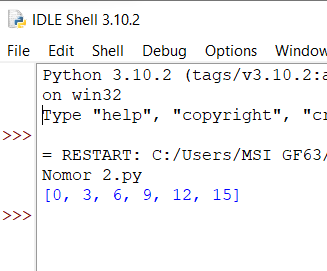 IDLE Shell 3.10.2
File Edit Shell Debug Options Window
Python 3.10.2 (tags/v3.10.2:a
on win32
Type "help", "copyright", "cr
>>>
= RESTART: C:/Users/MSI GF63/
Nomor 2.py
[0, 3, 6, 9, 12, 15]
>>>